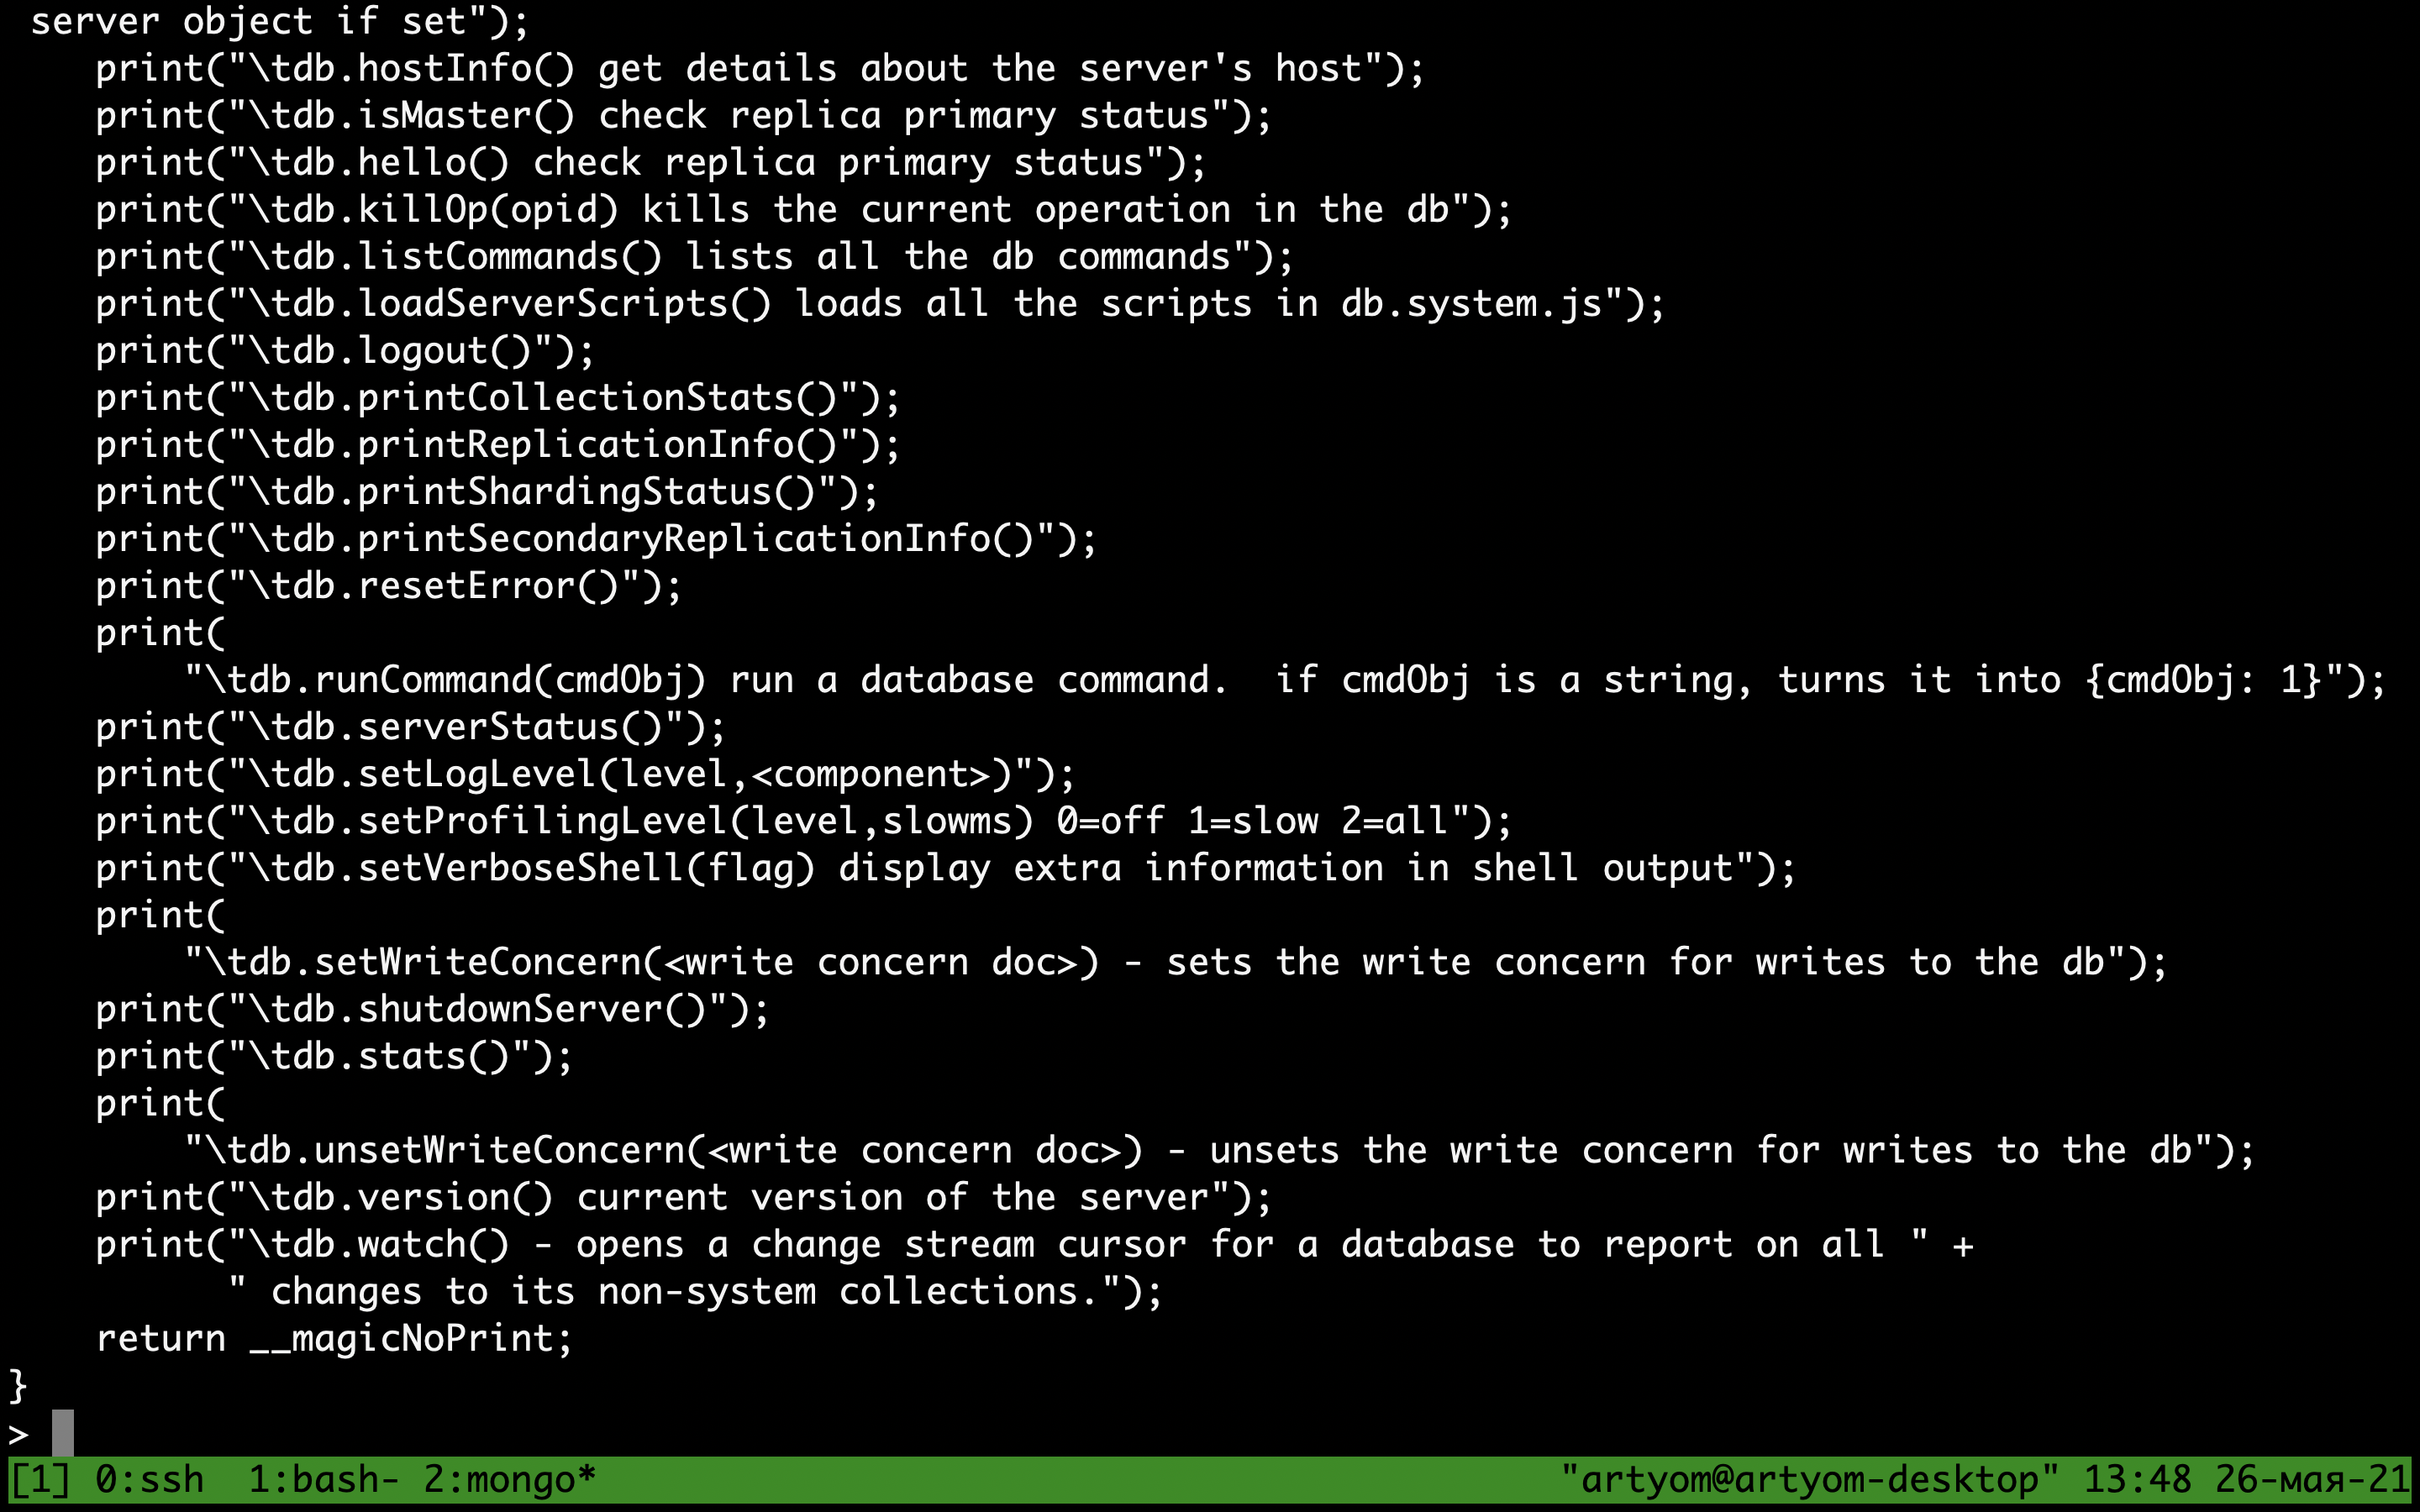 server object if set");
    print("\tdb.hostInfo() get details about the server's host");
    print("\tdb.isMaster() check replica primary status");
    print("\tdb.hello() check replica primary status");
    print("\tdb.killOp(opid) kills the current operation in the db");
    print("\tdb.listCommands() lists all the db commands");
    print("\tdb.loadServerScripts() loads all the scripts in db.system.js");
    print("\tdb.logout()");
    print("\tdb.printCollectionStats()");
    print("\tdb.printReplicationInfo()");
    print("\tdb.printShardingStatus()");
    print("\tdb.printSecondaryReplicationInfo()");
    print("\tdb.resetError()");
    print(
        "\tdb.runCommand(cmdObj) run a database command.  if cmdObj is a string, turns it into {cmdObj: 1}");
    print("\tdb.serverStatus()");
    print("\tdb.setLogLevel(level,<component>)");
    print("\tdb.setProfilingLevel(level,slowms) 0=off 1=slow 2=all");
    print("\tdb.setVerboseShell(flag) display extra information in shell output");
    print(
        "\tdb.setWriteConcern(<write concern doc>) - sets the write concern for writes to the db");
    print("\tdb.shutdownServer()");
    print("\tdb.stats()");
    print(
        "\tdb.unsetWriteConcern(<write concern doc>) - unsets the write concern for writes to the db");
    print("\tdb.version() current version of the server");
    print("\tdb.watch() - opens a change stream cursor for a database to report on all " +
          " changes to its non-system collections.");
    return __magicNoPrint;
}
>
[1] 0:ssh  1:bash- 2:mongo* "artyom@artyom-desktop" 13:48 26-мая-21